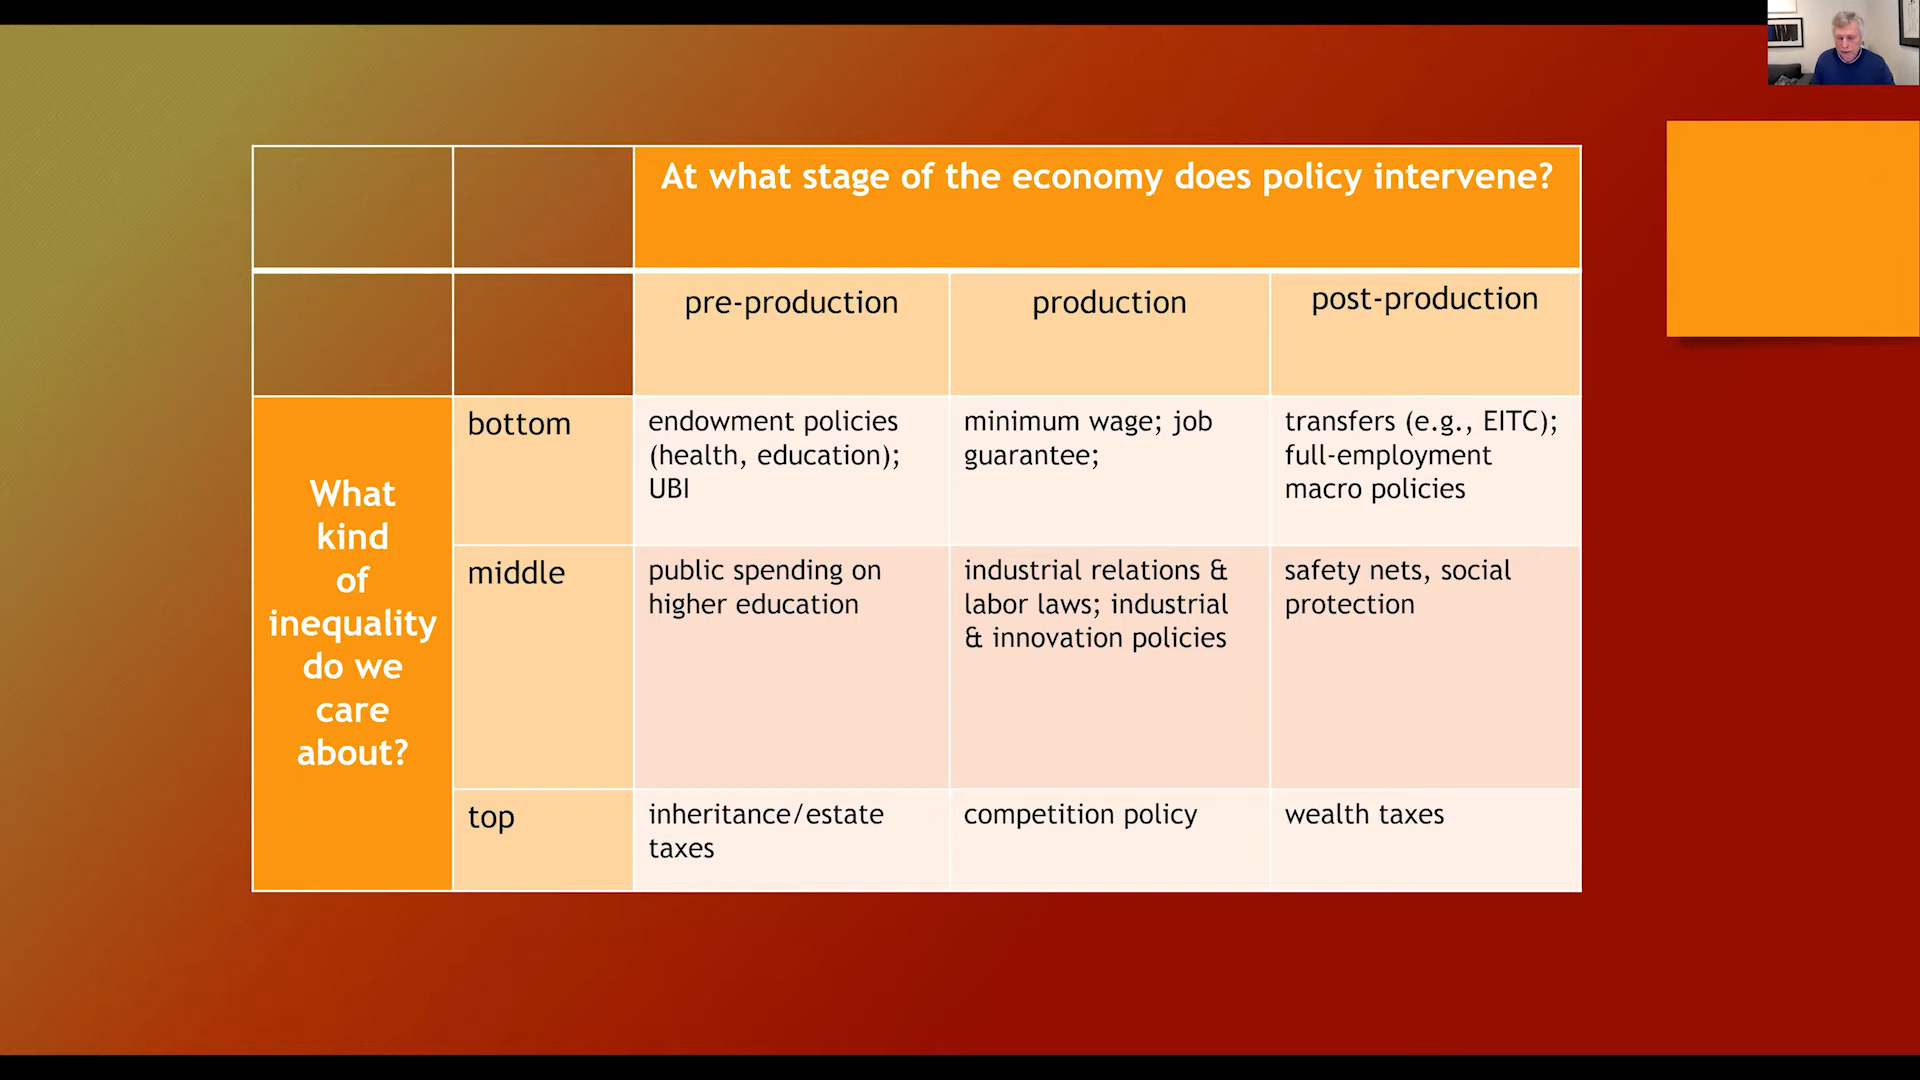 At what stage of the economy does policy intervene?
pre-production
production
post-production
What
kind
of
inequality
do we
care
about?
bottom
endowment policies
(health, education);
UBI
minimum wage; job
guarantee;
transfers (e.g., EITC);
full-employment
macro policies
middle
public spending on
higher education
industrial relations &
labor laws; industrial
& innovation policies
safety nets, social
protection
top
inheritance/estate
taxes
competition policy
wealth taxes